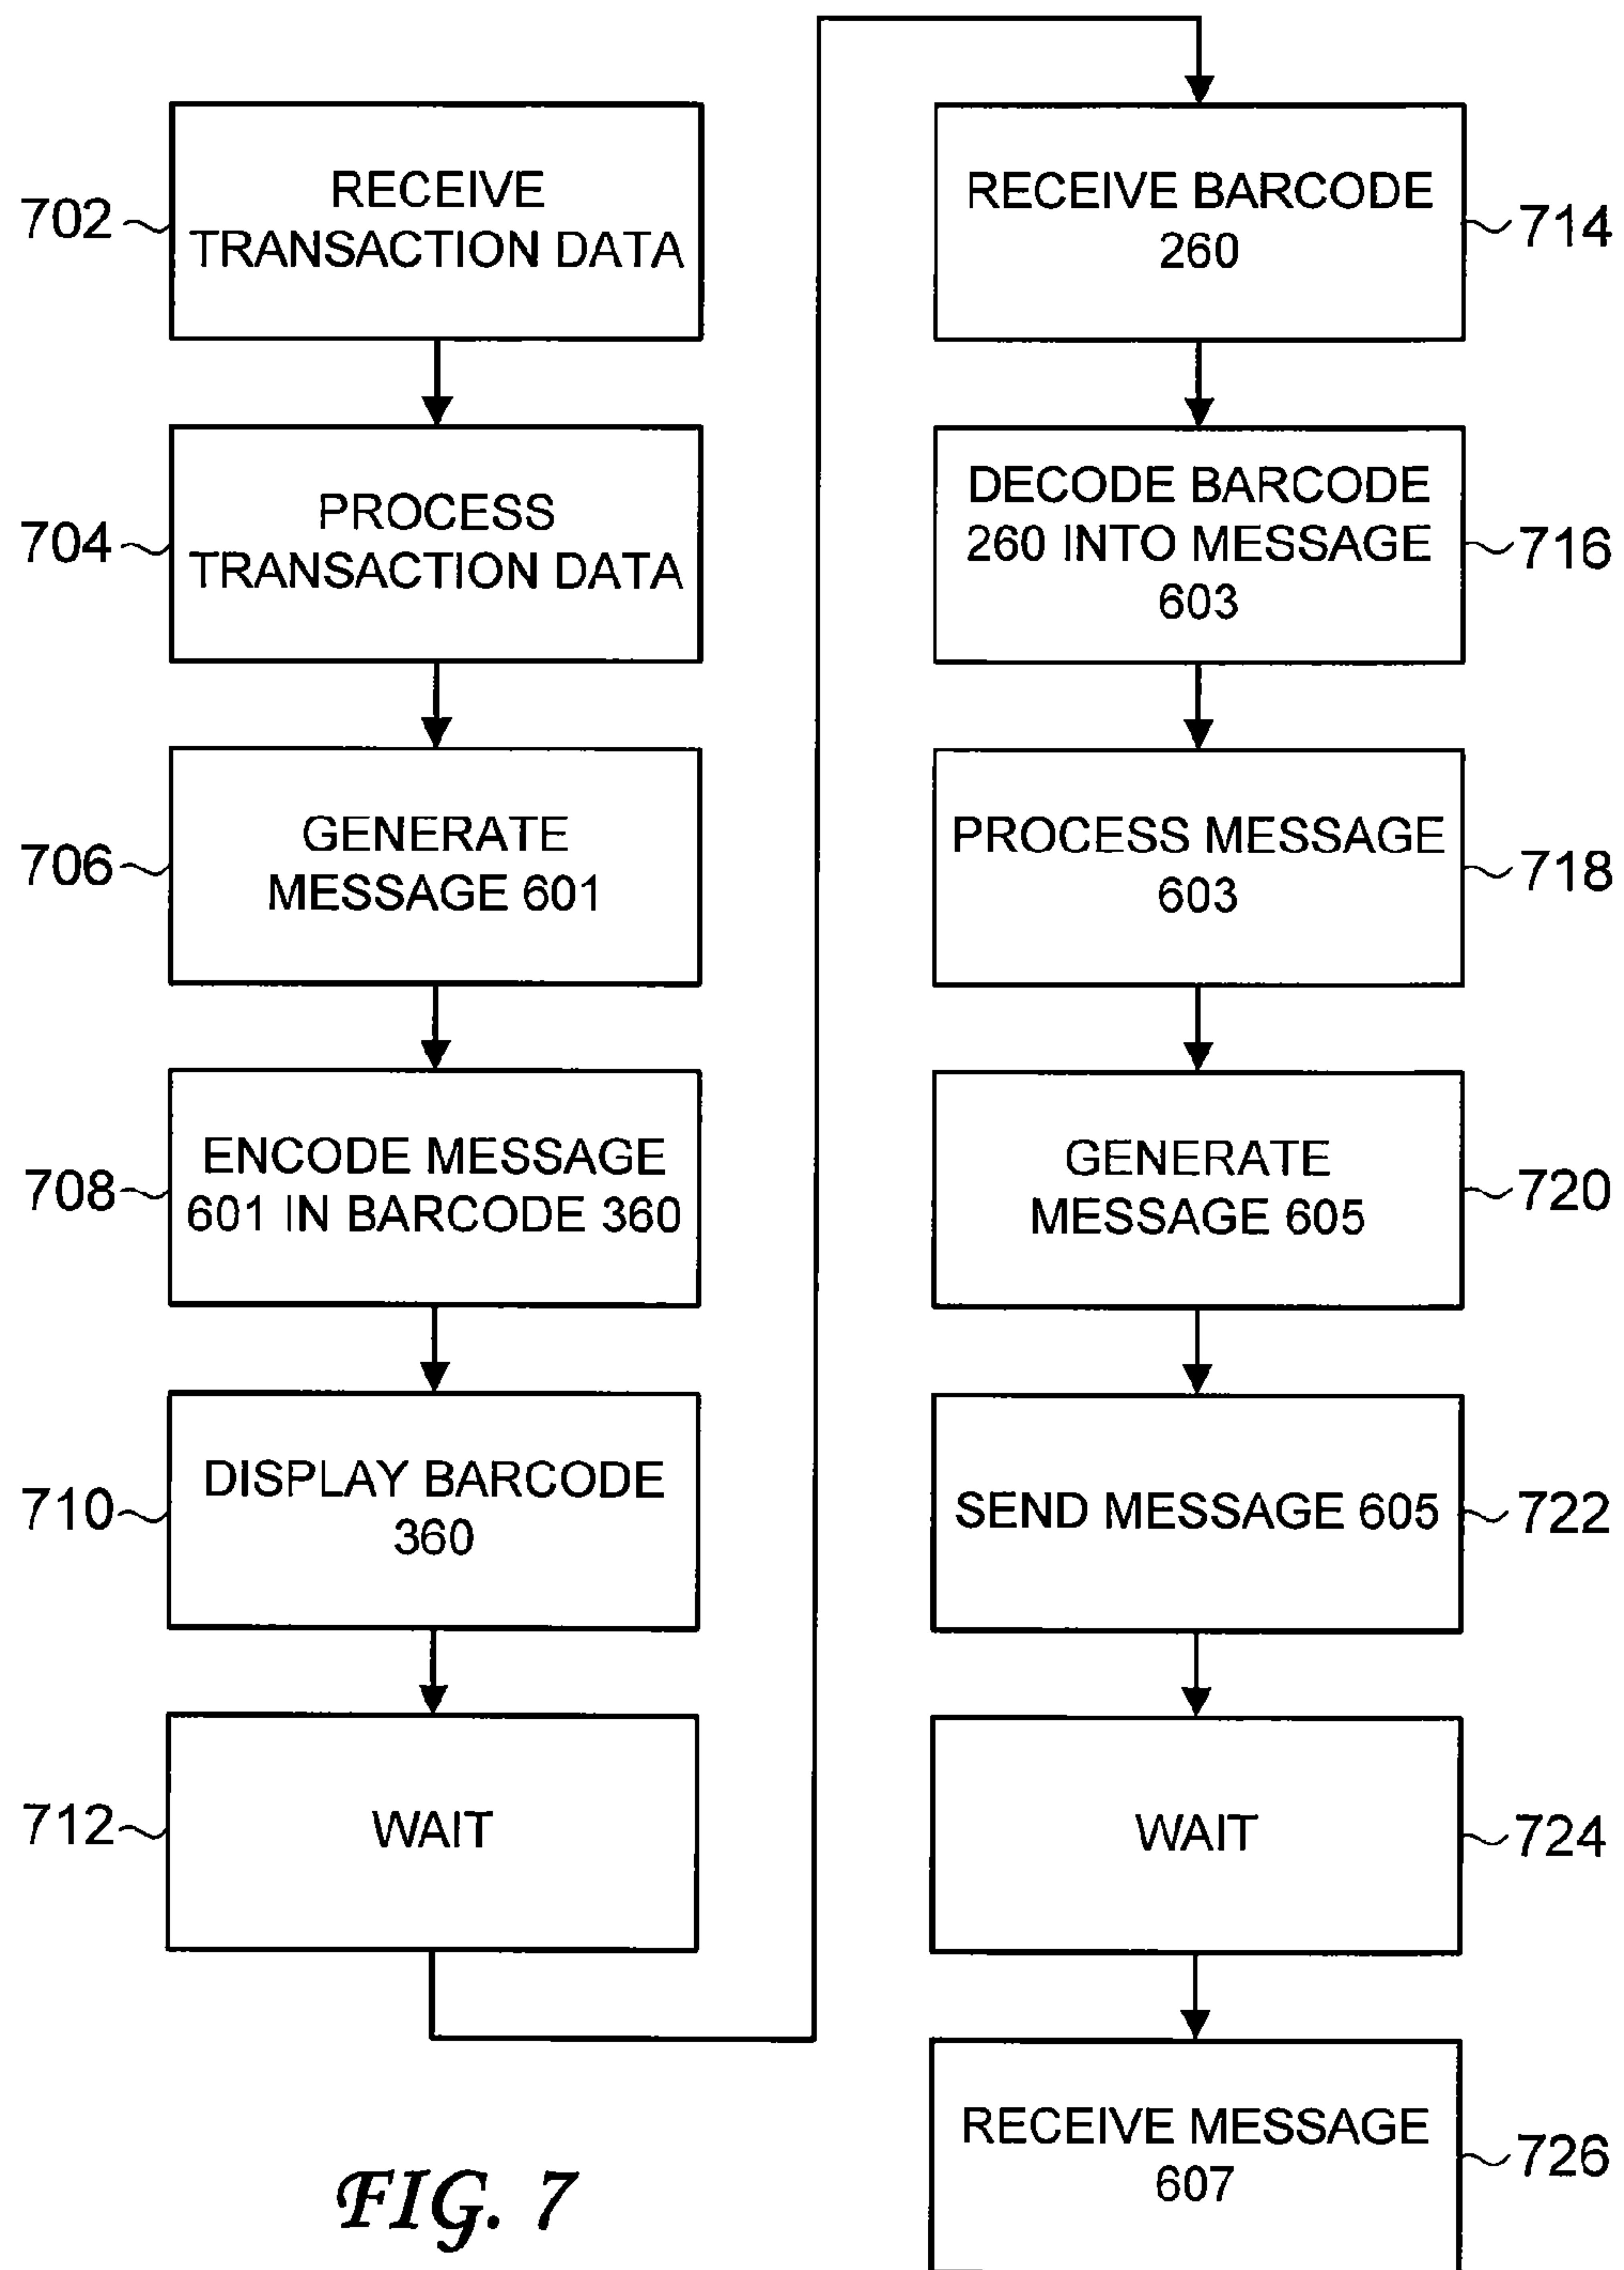 702
RECEIVE
TRANSACTION DATA
704
PROCESS
TRANSACTION DATA
706
GENERATE
MESSAGE 601
708
ENCODE MESSAGE
601 IN BARCODE 360
710
DISPLAY BARCODE
360
712
WAIT
RECEIVE BARCODE
260
714
DECODE BARCODE
260 INTO MESSAGE
603
716
PROCESS MESSAGE
603
718
GENERATE
MESSAGE 605
720
SEND MESSAGE 605
722
WAIT
724
RECEIVE MESSAGE
607
726
FIG. 7